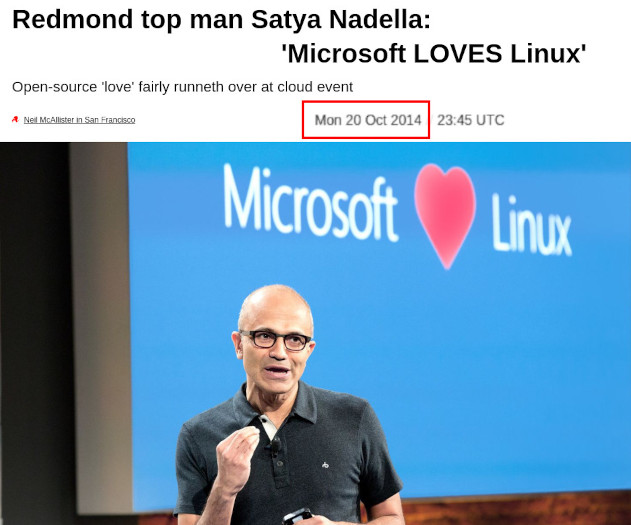 Redmond top man Satya Nadella:
'Microsoft LOVES Linux'
Open-source 'love' fairly runneth over at cloud event
Neil McAllister in San Francisco
Mon 20 Oct 2014 23:45 UTC
Microsoft Linux